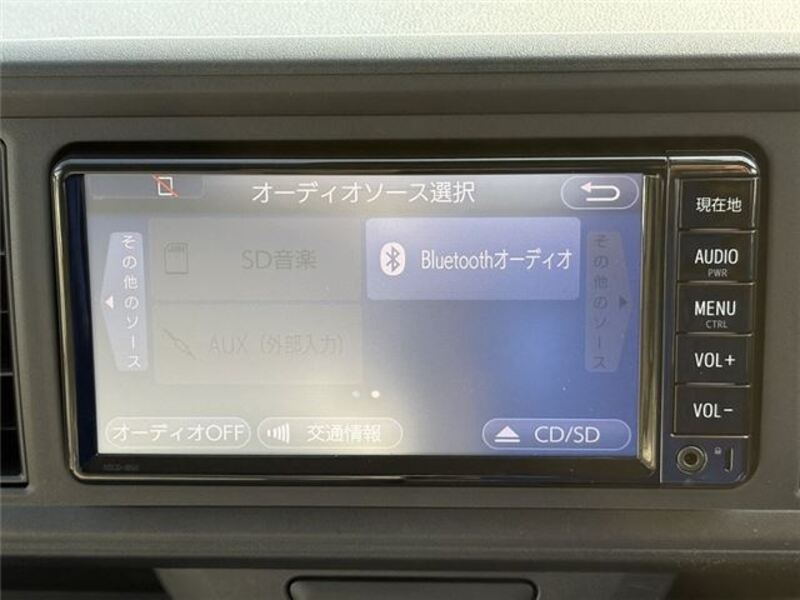 オーディオソース選択
その他のソース
SD音楽
Bluetoothオーディオ
その他のソース
AUX (外部入力)
オーディオOFF
交通情報
CD/SD
現在地
AUDIO
PWR
MENU
CTRL
VOL+
VOL-